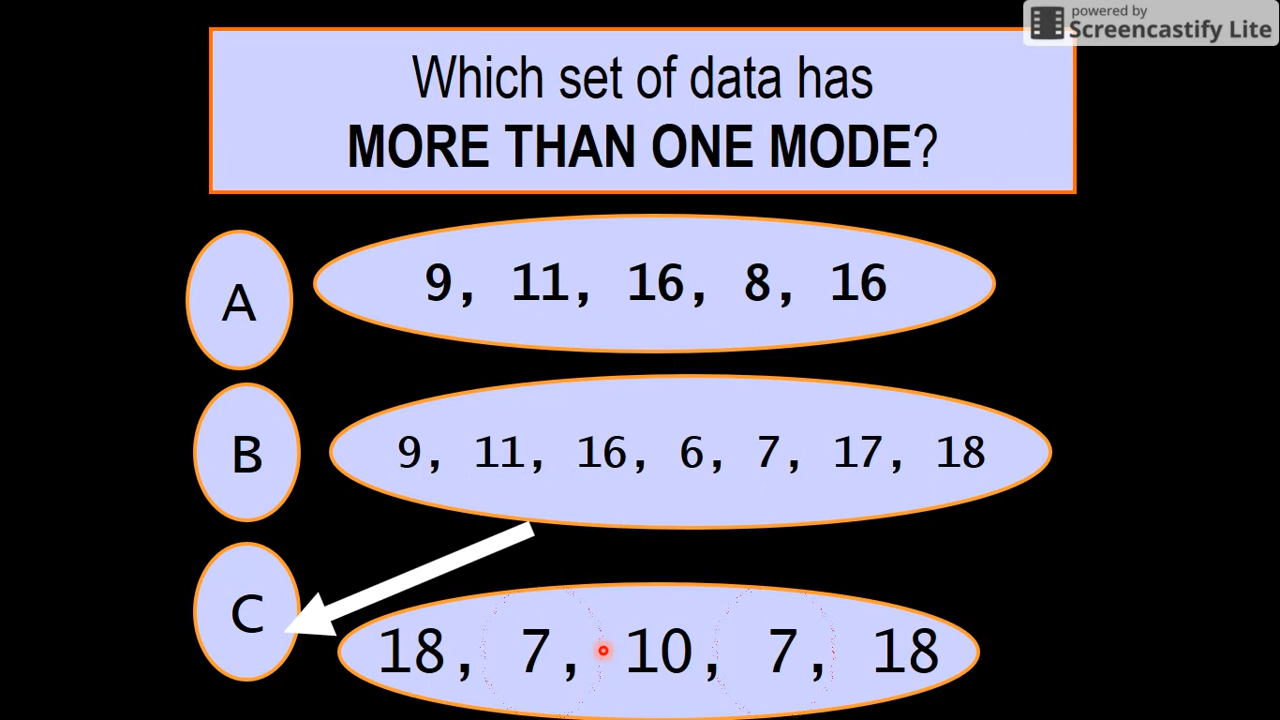 powered by
Screencastify Lite
Which set of data has
MORE THAN ONE MODE?
A
9, 11, 16, 8, 16
B
9, 11, 16, 6, 7, 17, 18
C
18, 7, 10, 7, 18